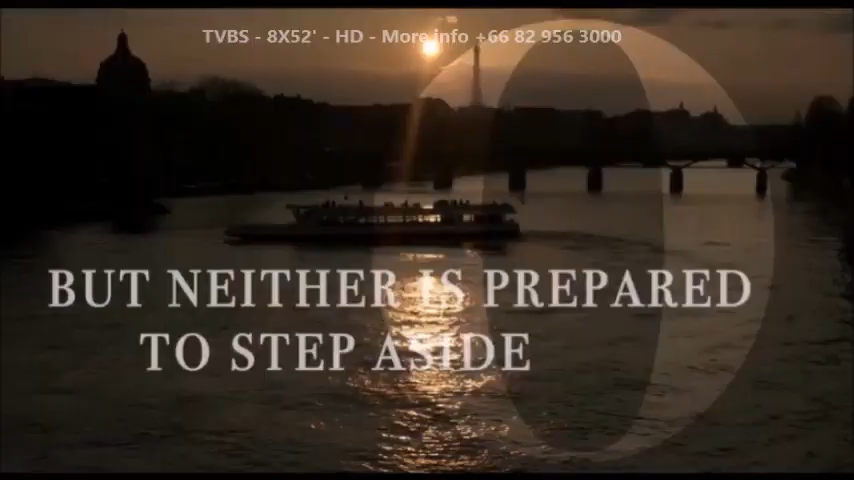 TVBS - 8X52' - HD - More info +66 82 956 3000
BUT NEITHER IS PREPARED
TO STEP ASIDE